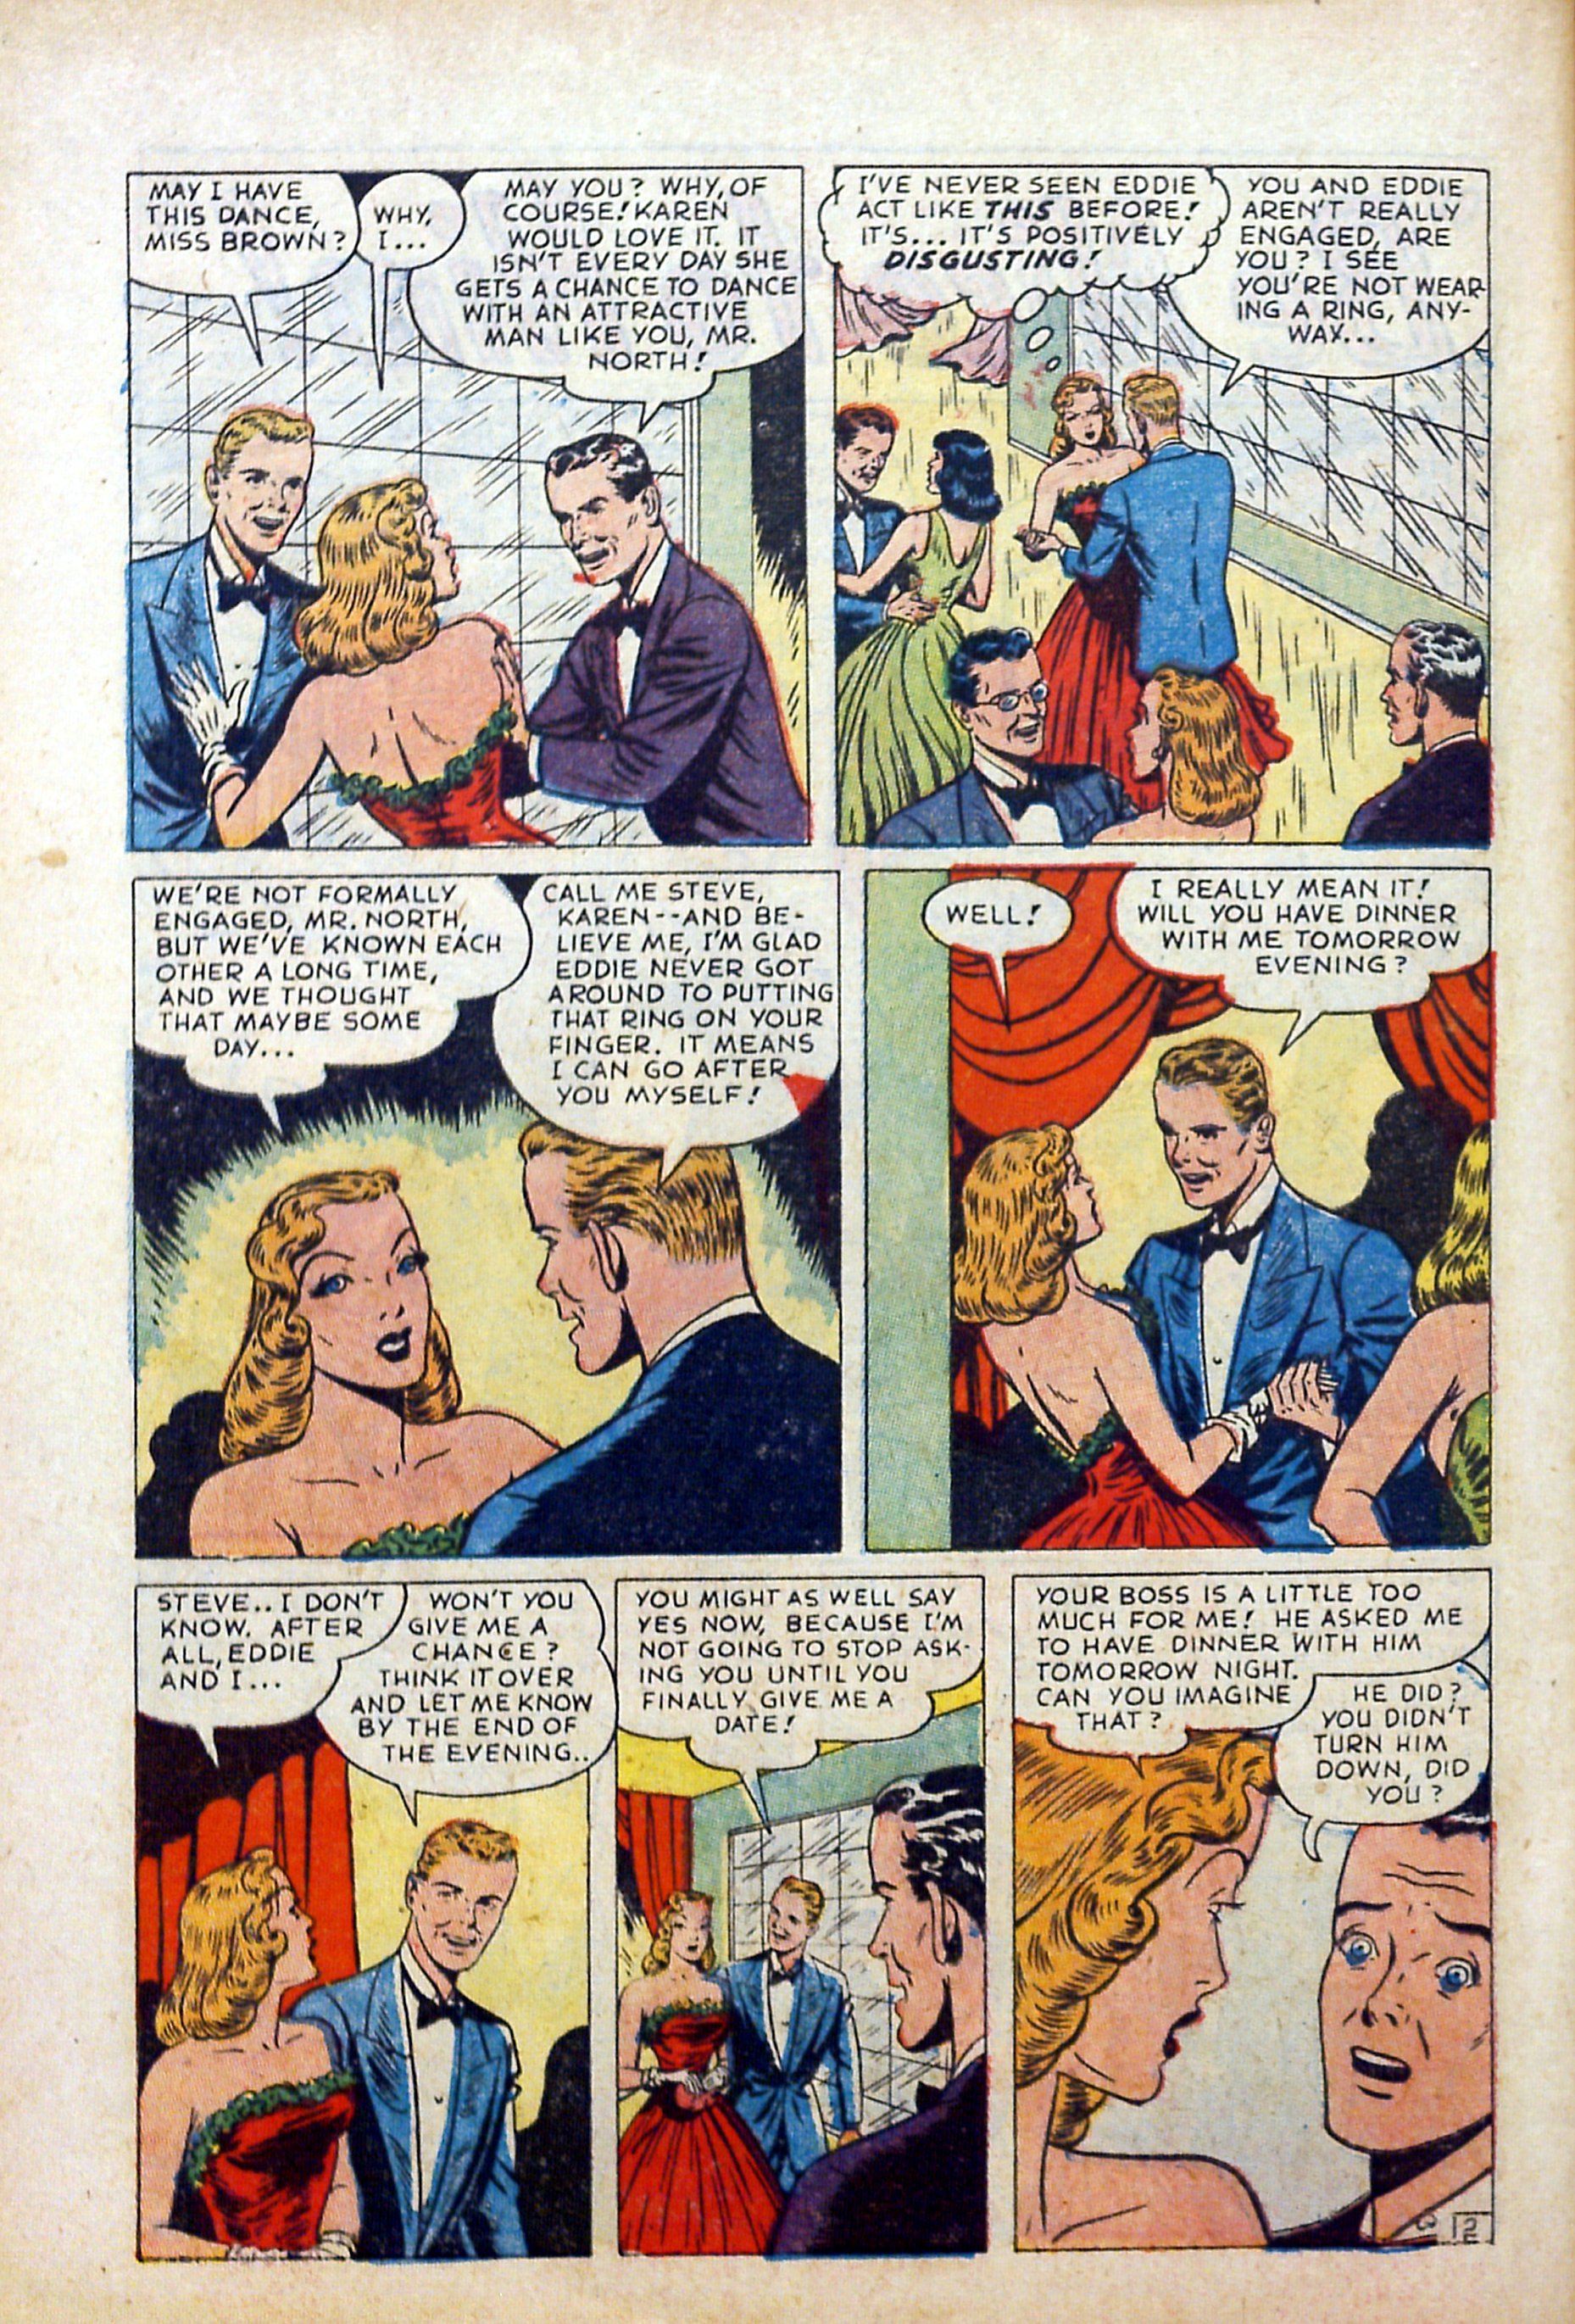 MAY I HAVE
THIS DANCE,
MISS BROWN?
WHY,
I...
MAY YOU? WHY, OF
COURSE! KAREN
WOULD LOVE IT. IT
ISN'T EVERY DAY SHE
GETS A CHANCE TO DANCE
WITH AN ATTRACTIVE
MAN LIKE YOU, MR.
NORTH!
I'VE NEVER SEEN EDDIE
ACT LIKE THIS BEFORE!
IT'S... IT'S POSITIVELY
DISGUSTING!
YOU AND EDDIE
AREN'T REALLY
ENGAGED, ARE
YOU? I SEE
YOU'RE NOT WEAR-
ING A RING, ANY-
WAY...
WE'RE NOT FORMALLY
ENGAGED, MR. NORTH,
BUT WE'VE KNOWN EACH
OTHER A LONG TIME,
AND WE THOUGHT
THAT MAYBE SOME
DAY...
CALL ME STEVE,
KAREN--AND BE-
LIEVE ME, I'M GLAD
EDDIE NEVER GOT
AROUND TO PUTTING
THAT RING ON YOUR
FINGER. IT MEANS
I CAN GO AFTER
YOU MYSELF!
WELL!
I REALLY MEAN IT!
WILL YOU HAVE DINNER
WITH ME TOMORROW
EVENING?
STEVE.. I DON'T
KNOW. AFTER
ALL, EDDIE
AND I...
WON'T YOU
GIVE ME A
CHANCE?
THINK IT OVER
AND LET ME KNOW
BY THE END OF
THE EVENING..
YOU MIGHT AS WELL SAY
YES NOW, BECAUSE I'M
NOT GOING TO STOP ASK-
ING YOU UNTIL YOU
FINALLY GIVE ME A
DATE!
YOUR BOSS IS A LITTLE TOO
MUCH FOR ME! HE ASKED ME
TO HAVE DINNER WITH HIM
TOMORROW NIGHT.
CAN YOU IMAGINE
THAT?
HE DID?
YOU DIDN'T
TURN HIM
DOWN, DID
YOU?